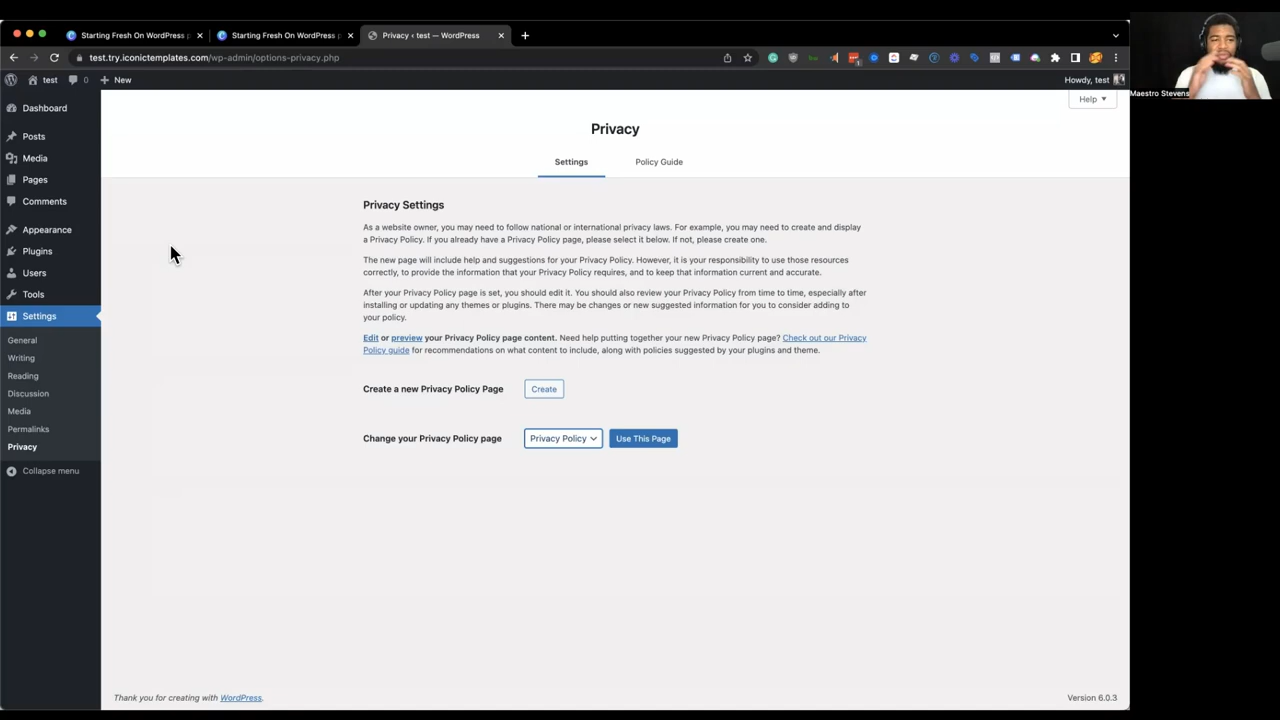 Starting Fresh On WordPress
Starting Fresh On WordPress
Privacy ‹ test — WordPress
test.try.iconictemplates.com/wp-admin/options-privacy.php
test
0
New
Howdy, test
Maestro Stevens
Help
Dashboard
Posts
Media
Pages
Comments
Appearance
Plugins
Users
Tools
Settings
General
Writing
Reading
Discussion
Media
Permalinks
Privacy
Collapse menu
Privacy
Settings
Policy Guide
Privacy Settings
As a website owner, you may need to follow national or international privacy laws. For example, you may need to create and display
a Privacy Policy. If you already have a Privacy Policy page, please select it below. If not, please create one.
The new page will include help and suggestions for your Privacy Policy. However, it is your responsibility to use those resources
correctly, to provide the information that your Privacy Policy requires, and to keep that information current and accurate.
After your Privacy Policy page is set, you should edit it. You should also review your Privacy Policy from time to time, especially after
installing or updating any themes or plugins. There may be changes or new suggested information for you to consider adding to
your policy.
Edit or preview your Privacy Policy page content. Need help putting together your new Privacy Policy page? Check out our Privacy
Policy guide for recommendations on what content to include, along with policies suggested by your plugins and theme.
Create a new Privacy Policy Page
Create
Change your Privacy Policy page
Privacy Policy
Use This Page
Thank you for creating with WordPress.
Version 6.0.3